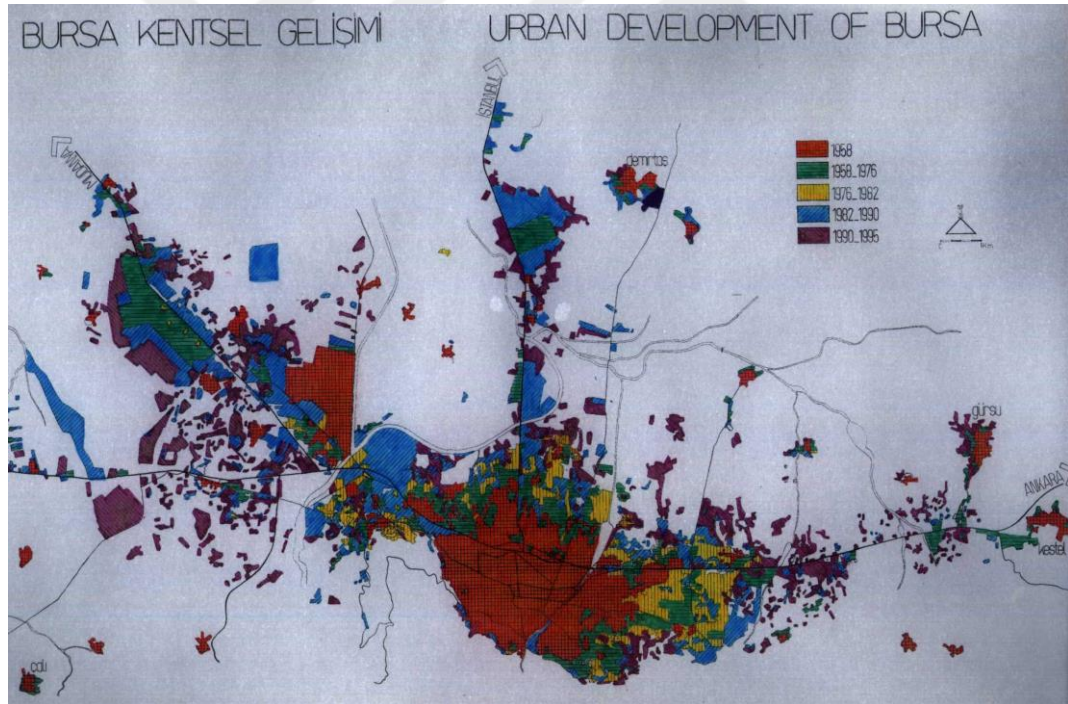 BURSA KENTSEL GELİŞİMİ
URBAN DEVELOPMENT OF BURSA
İSTANBUL
MUDANYA
demirtaş
1958
1958_1976
1976_1982
1982_1990
1990_1995
gürsu
ANKARA
kestel
çalı